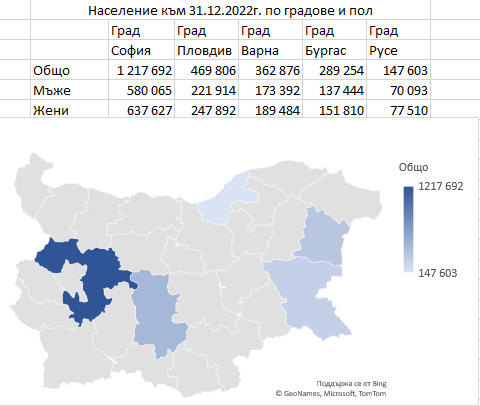 Население към 31.12.2022г. по градове и пол
Град Град Град Град Град
София Пловдив Варна Бургас Русе
Общо 1 217 692 469 806 362 876 289 254 147 603
Мъже 580 065 221 914 173 392 137 444 70 093
Жени 637 627 247 892 189 484 151 810 77 510
Общо
1217 692
147 603
Поддържа се от Bing
© GeoNames, Microsoft, TomTom